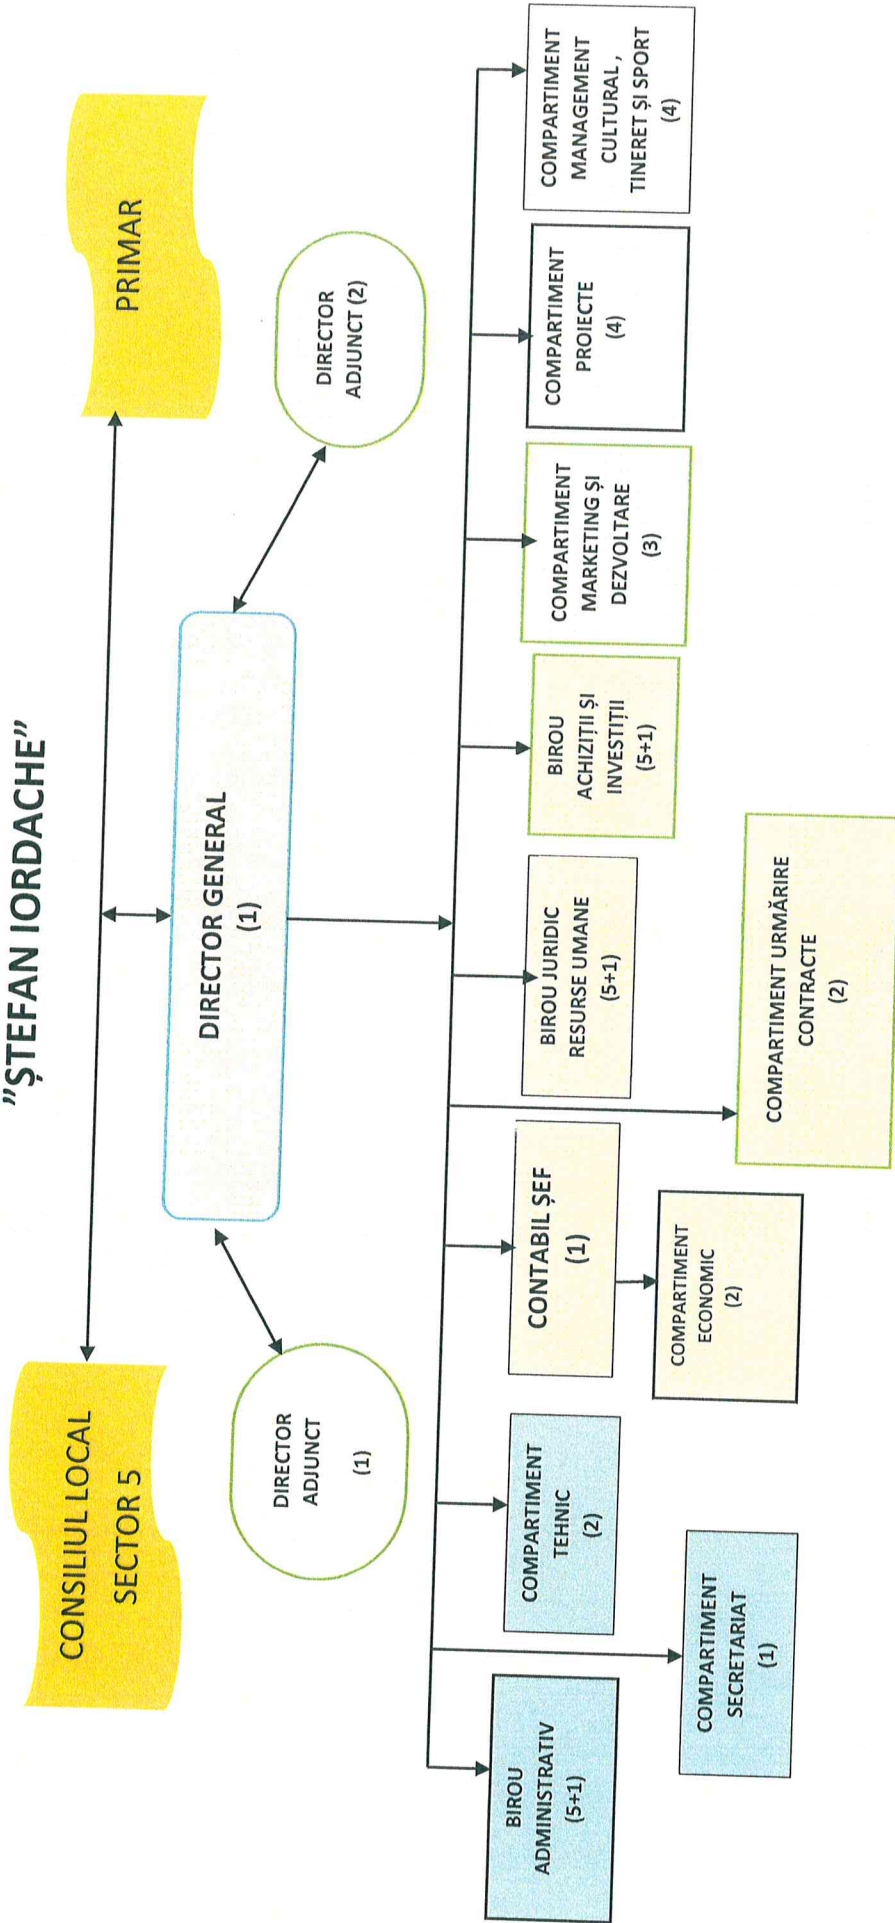 ”ȘTEFAN IORDACHE”
CONSILIUL LOCAL
SECTOR 5
PRIMAR
DIRECTOR GENERAL
(1)
DIRECTOR
ADJUNCT
(1)
DIRECTOR
ADJUNCT (2)
BIROU
ADMINISTRATIV
(5+1)
COMPARTIMENT
SECRETARIAT
(1)
COMPARTIMENT
TEHNIC
(2)
CONTABIL ȘEF
(1)
COMPARTIMENT
ECONOMIC
(2)
COMPARTIMENT URMĂRIRE
CONTRACTE
(2)
BIROU JURIDIC
RESURSE UMANE
(5+1)
BIROU
ACHIZIȚII ȘI
INVESTIȚII
(5+1)
COMPARTIMENT
MARKETING ȘI
DEZVOLTARE
(3)
COMPARTIMENT
PROIECTE
(4)
COMPARTIMENT
MANAGEMENT
CULTURAL ,
TINERET ȘI SPORT
(4)